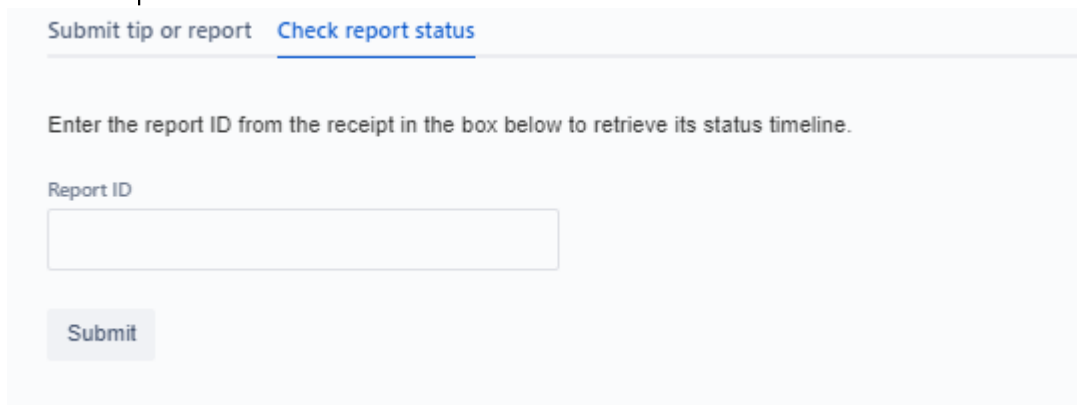 Submit tip or report Check report status
Enter the report ID from the receipt in the box below to retrieve its status timeline.
Report ID
Submit